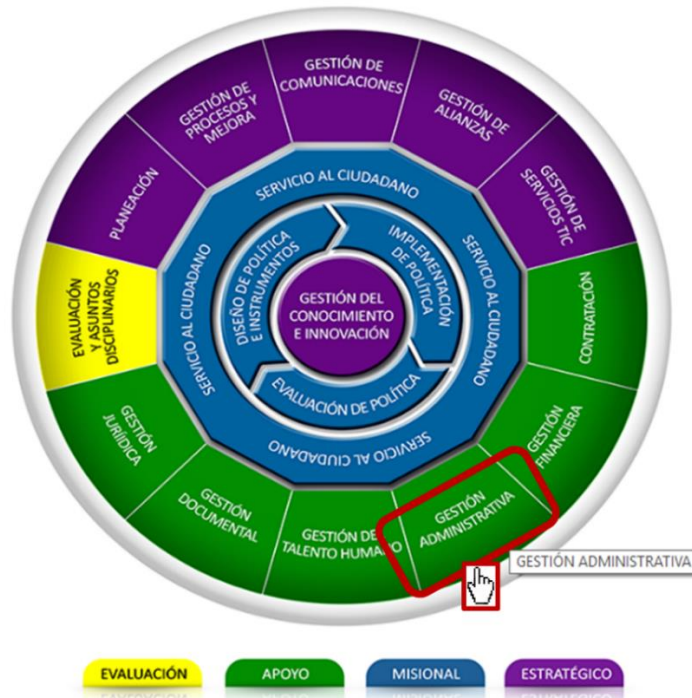 GESTIÓN DE
COMUNICACIONES
GESTIÓN DE
ALIANZAS
GESTIÓN DE
SERVICIOS TIC
CONTRATACIÓN
GESTIÓN
FINANCIERA
GESTIÓN
ADMINISTRATIVA
GESTIÓN ADMINISTRATIVA
GESTIÓN DE
TALENTO HUMANO
GESTIÓN
DOCUMENTAL
GESTIÓN
JURÍIDICA
EVALUACIÓN
Y ASUNTOS
DISCIPLINARIOS
PLANEACIÓN
GESTIÓN DE
PROCESOS Y
MEJORA
SERVICIO AL CIUDADANO
SERVICIO AL CIUDADANO
SERVICIO AL CIUDADANO
SERVICIO AL CIUDADANO
DISEÑO DE POLÍTICA
E INSTRUMENTOS
IMPLEMENTACIÓN
DE POLÍTICA
EVALUACIÓN DE POLÍTICA
GESTIÓN DEL
CONOCIMIENTO
E INNOVACIÓN
EVALUACIÓN
APOYO
MISIONAL
ESTRATÉGICO